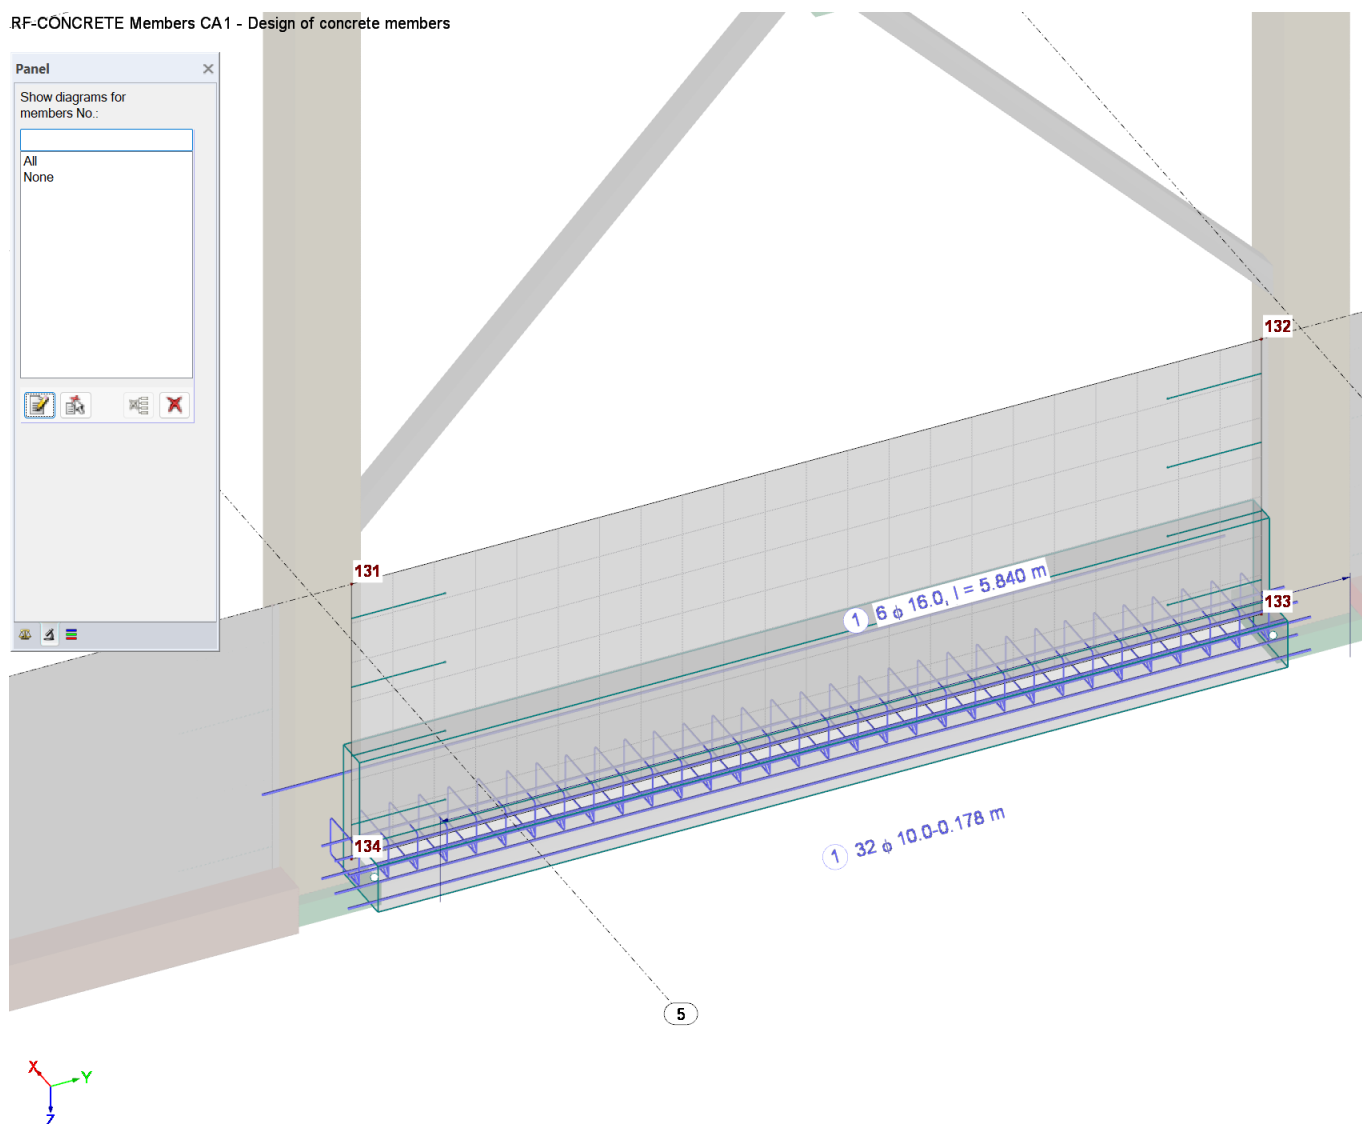 RF-CONCRETE Members CA1 - Design of concrete members
Panel
Show diagrams for
members No.:
All
None
132
131
1 6 ϕ 16.0, l = 5.840 m
133
134
1 32 ϕ 10.0-0.178 m
5
X
Y
Z